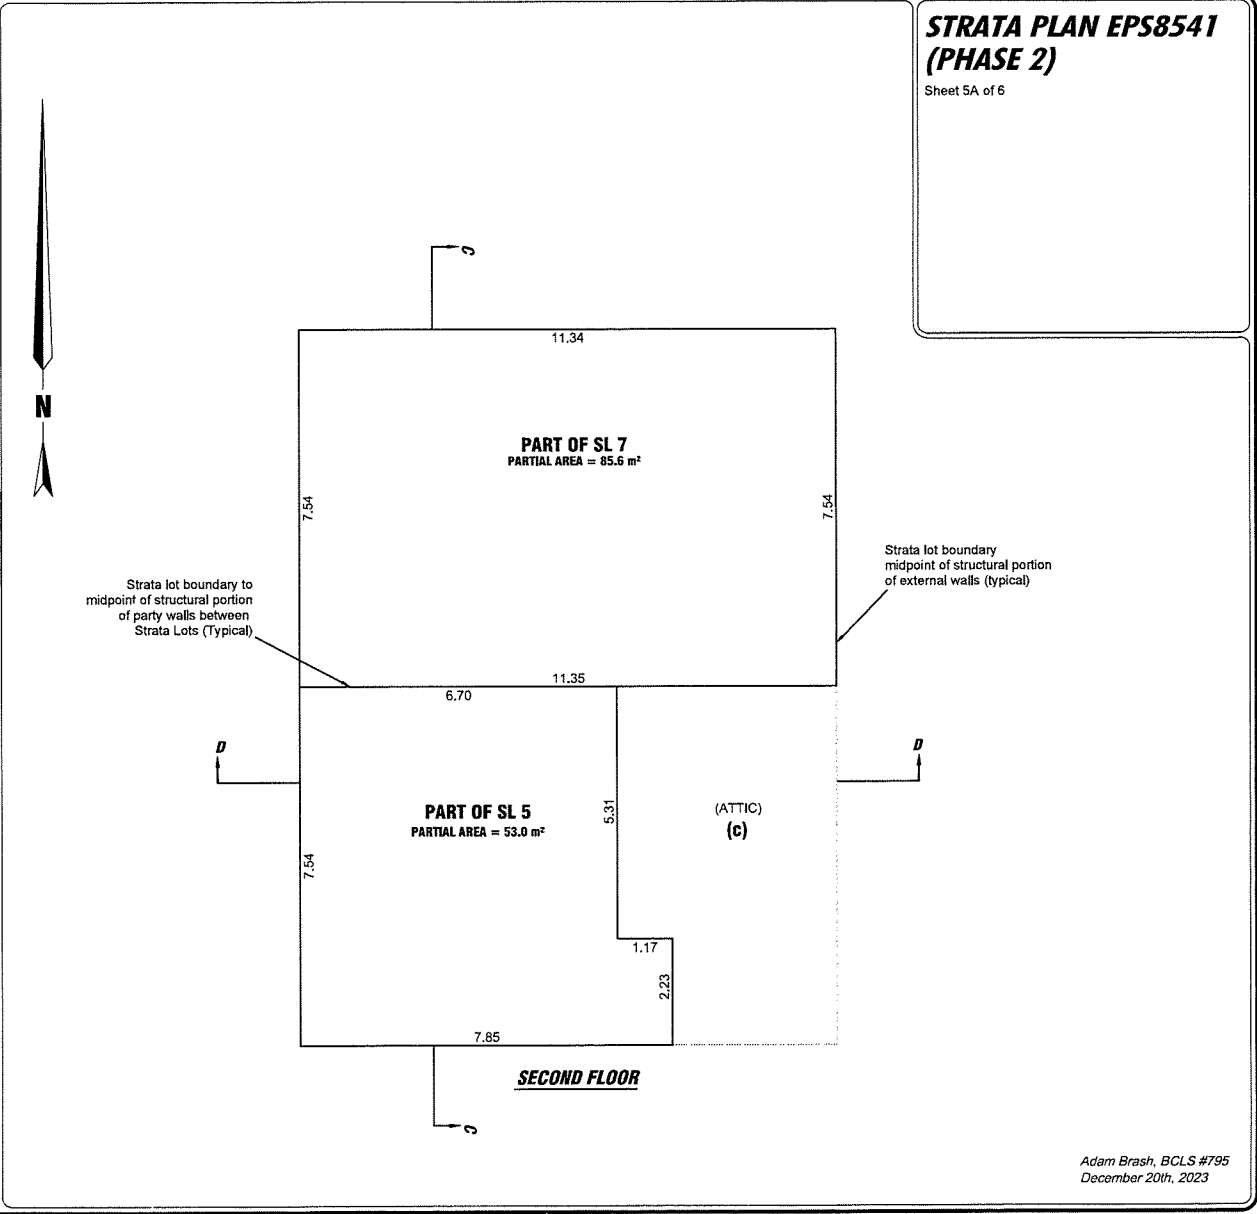 STRATA PLAN EPS8541
(PHASE 2)
Sheet 5A of 6
N
C
11.34
PART OF SL 7
PARTIAL AREA = 85.6 m²
7.54
7.54
Strata lot boundary
midpoint of structural portion
of external walls (typical)
Strata lot boundary to
midpoint of structural portion
of party walls between
Strata Lots (Typical)
11.35
6.70
D
D
PART OF SL 5
PARTIAL AREA = 53.0 m²
5.31
(ATTIC)
(c)
7.54
1.17
2.23
7.85
SECOND FLOOR
C
Adam Brash, BCLS #795
December 20th, 2023